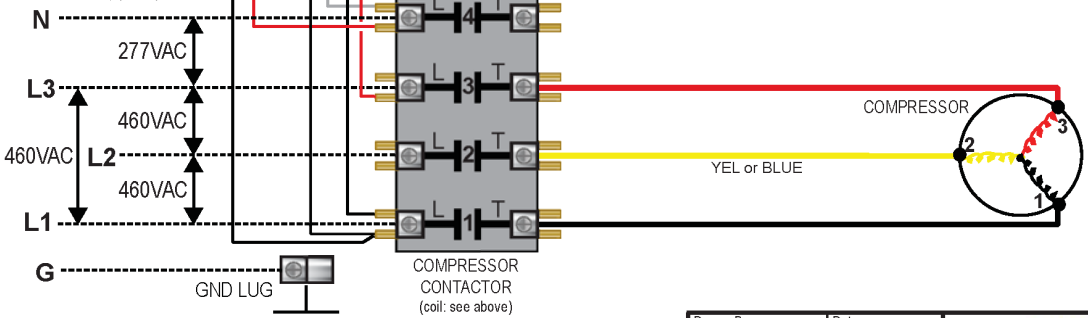 N
L 4 T
277VAC
L3
L 3 T
COMPRESSOR
3
460VAC
460VAC
L2
L 2 T
2
YEL or BLUE
460VAC
L1
L 1 T
1
G
GND LUG
COMPRESSOR
CONTACTOR
(coil: see above)